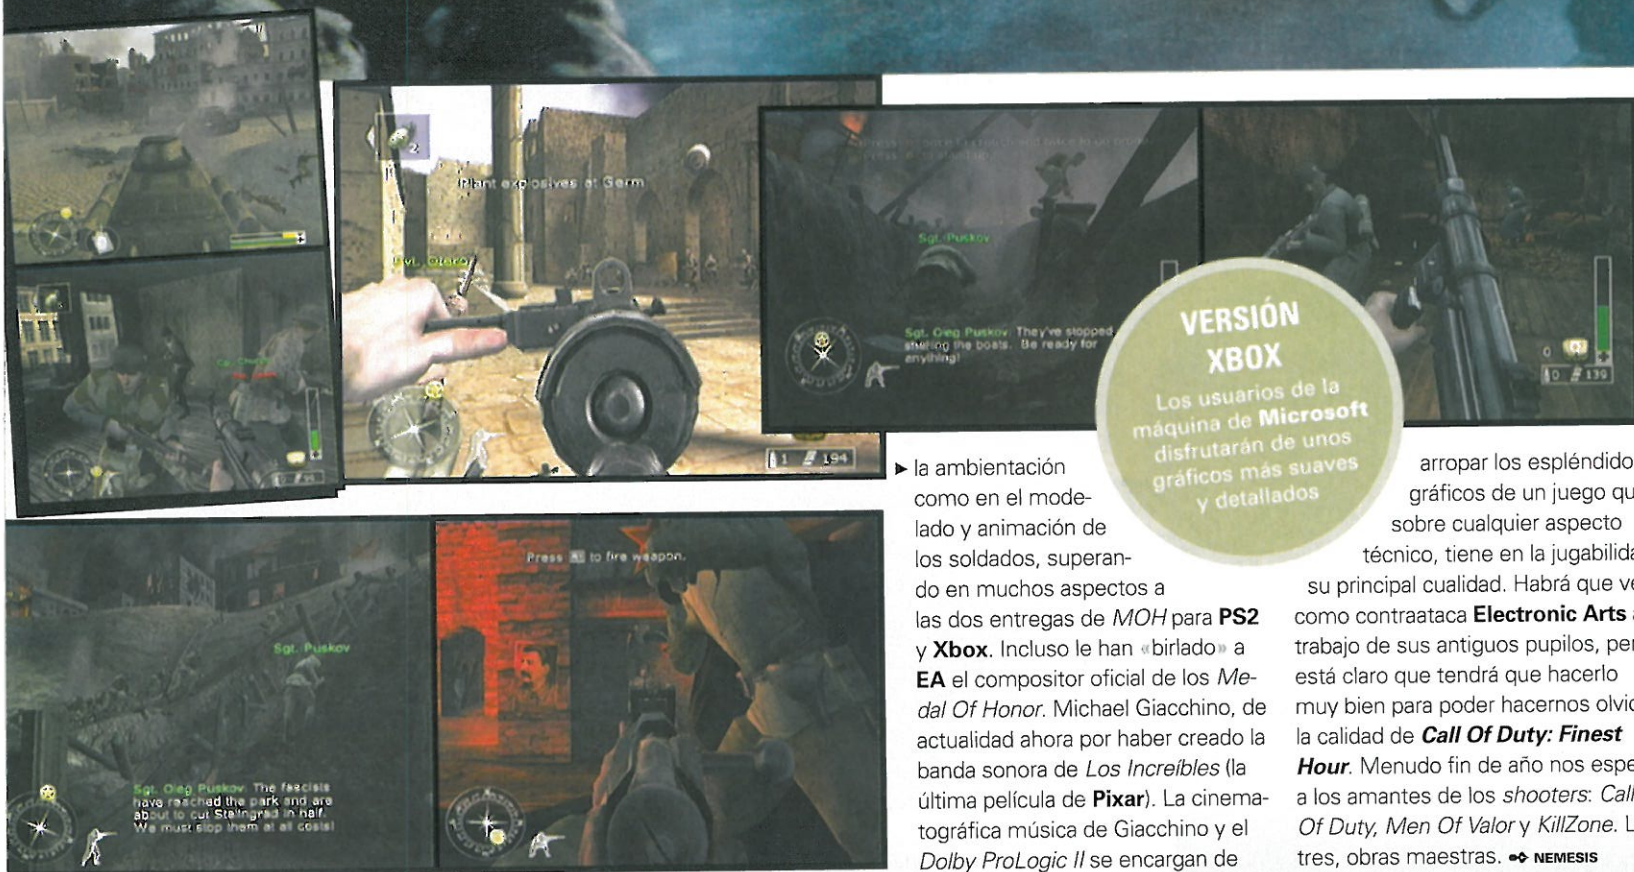 2
Plant explosives at Germ
1 194
Sgt. Puskov
Sgt. Oleg Puskov: They've stopped
shelling the boats. Be ready for
anything!
0
0 139
Sgt. Puskov
Sgt. Oleg Puskov: The fascists
have reached the park and are
about to cut Stalingrad in half.
We must stop them at all costs!
Press R1 to fire weapon.
VERSIÓN
XBOX
Los usuarios de la
máquina de Microsoft
disfrutarán de unos
gráficos más suaves
y detallados
► la ambientación
como en el mode-
lado y animación de
los soldados, superan-
do en muchos aspectos a
las dos entregas de MOH para PS2
y Xbox. Incluso le han «birlado» a
EA el compositor oficial de los Me-
dal Of Honor. Michael Giacchino, de
actualidad ahora por haber creado la
banda sonora de Los Increíbles (la
última película de Pixar). La cinema-
tográfica música de Giacchino y el
Dolby ProLogic II se encargan de
arropar los espléndido
gráficos de un juego qu
sobre cualquier aspecto
técnico, tiene en la jugabilida
su principal cualidad. Habrá que ve
como contraataca Electronic Arts a
trabajo de sus antiguos pupilos, per
está claro que tendrá que hacerlo
muy bien para poder hacernos olvid
la calidad de Call Of Duty: Finest
Hour. Menudo fin de año nos espe
a los amantes de los shooters: Call
Of Duty, Men Of Valor y KillZone. L
tres, obras maestras. NEMESIS